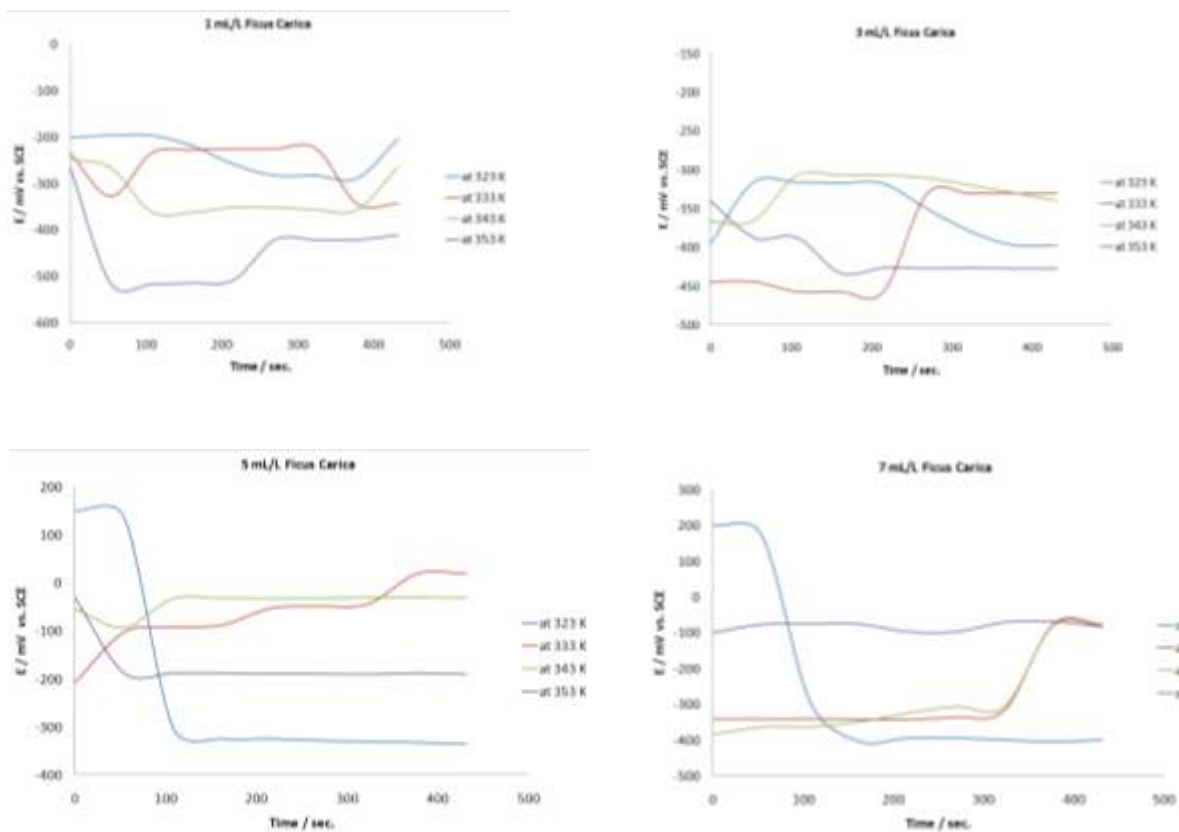 1 mL/L Ficus Carica
E / mV vs. SCE
0
-100
-200
-300
-400
-500
-600
0 100 200 300 400 500
Time / sec.
at 323 K
at 333 K
at 343 K
at 353 K
3 mL/L Ficus Carica
E / mV vs. SCE
-150
-200
-250
-300
-350
-400
-450
-500
0 100 200 300 400 500
Time / sec.
at 323 K
at 333 K
at 343 K
at 353 K
5 mL/L Ficus Carica
E / mV vs. SCE
200
100
0
-100
-200
-300
-400
0 100 200 300 400 500
Time / sec.
at 323 K
at 333 K
at 343 K
at 353 K
7 mL/L Ficus Carica
E / mV vs. SCE
300
200
100
0
-100
-200
-300
-400
-500
0 100 200 300 400 500
Time / sec.